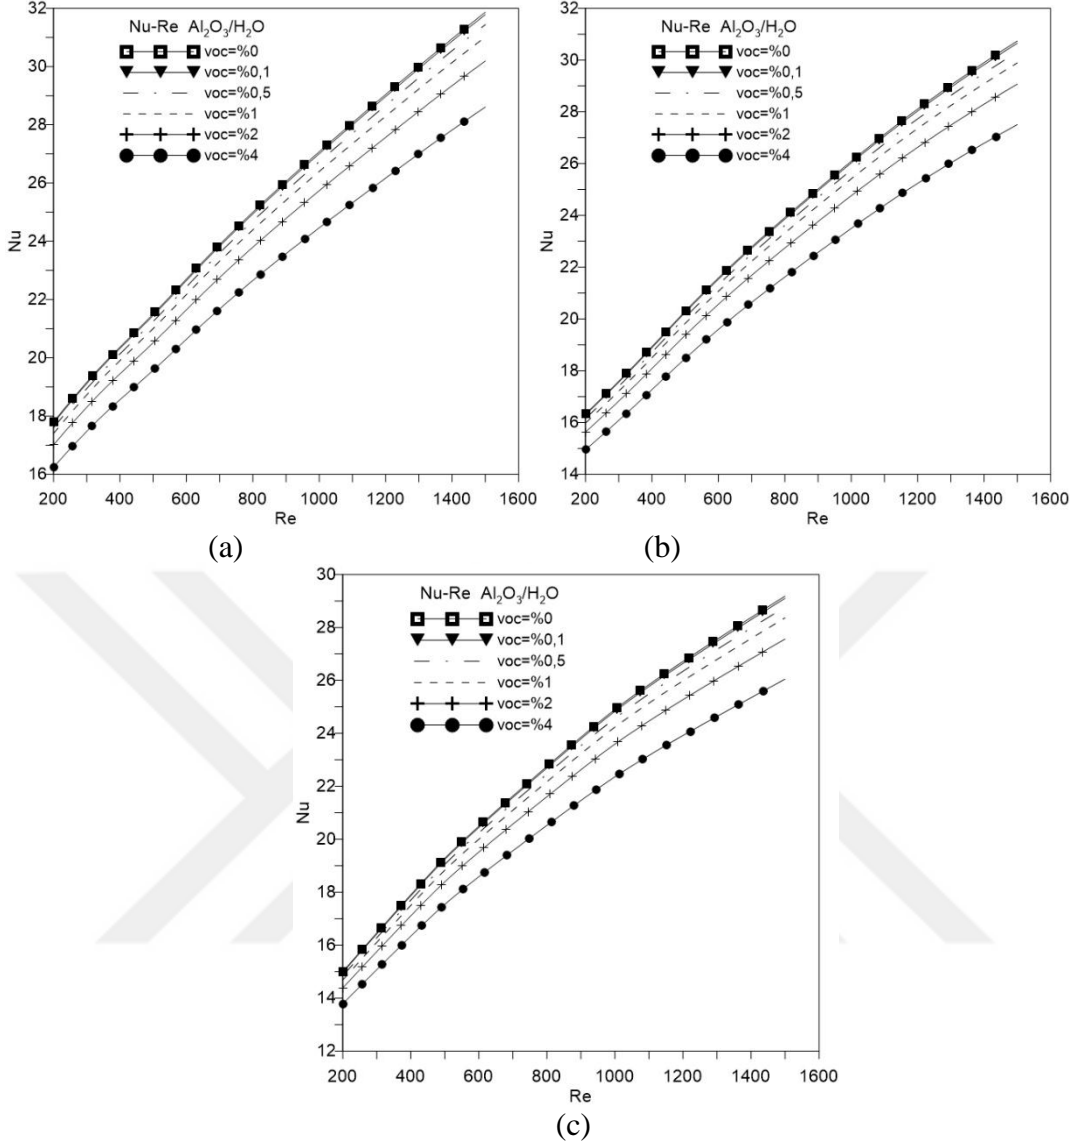 Nu-Re Al₂O₃/H₂O
voc=%0
voc=%0,1
voc=%0,5
voc=%1
voc=%2
voc=%4
32
30
28
26
24
22
20
18
16
Nu
200 400 600 800 1000 1200 1400 1600
Re
(a)
Nu-Re Al₂O₃/H₂O
voc=%0
voc=%0,1
voc=%0,5
voc=%1
voc=%2
voc=%4
32
30
28
26
24
22
20
18
16
14
Nu
200 400 600 800 1000 1200 1400 1600
Re
(b)
Nu-Re Al₂O₃/H₂O
voc=%0
voc=%0,1
voc=%0,5
voc=%1
voc=%2
voc=%4
30
28
26
24
22
20
18
16
14
12
Nu
200 400 600 800 1000 1200 1400 1600
Re
(c)